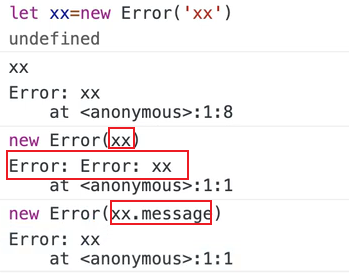 let xx=new Error('xx')
undefined
xx
Error: xx
    at <anonymous>:1:8
new Error(xx)
Error: Error: xx
    at <anonymous>:1:1
new Error(xx.message)
Error: xx
    at <anonymous>:1:1